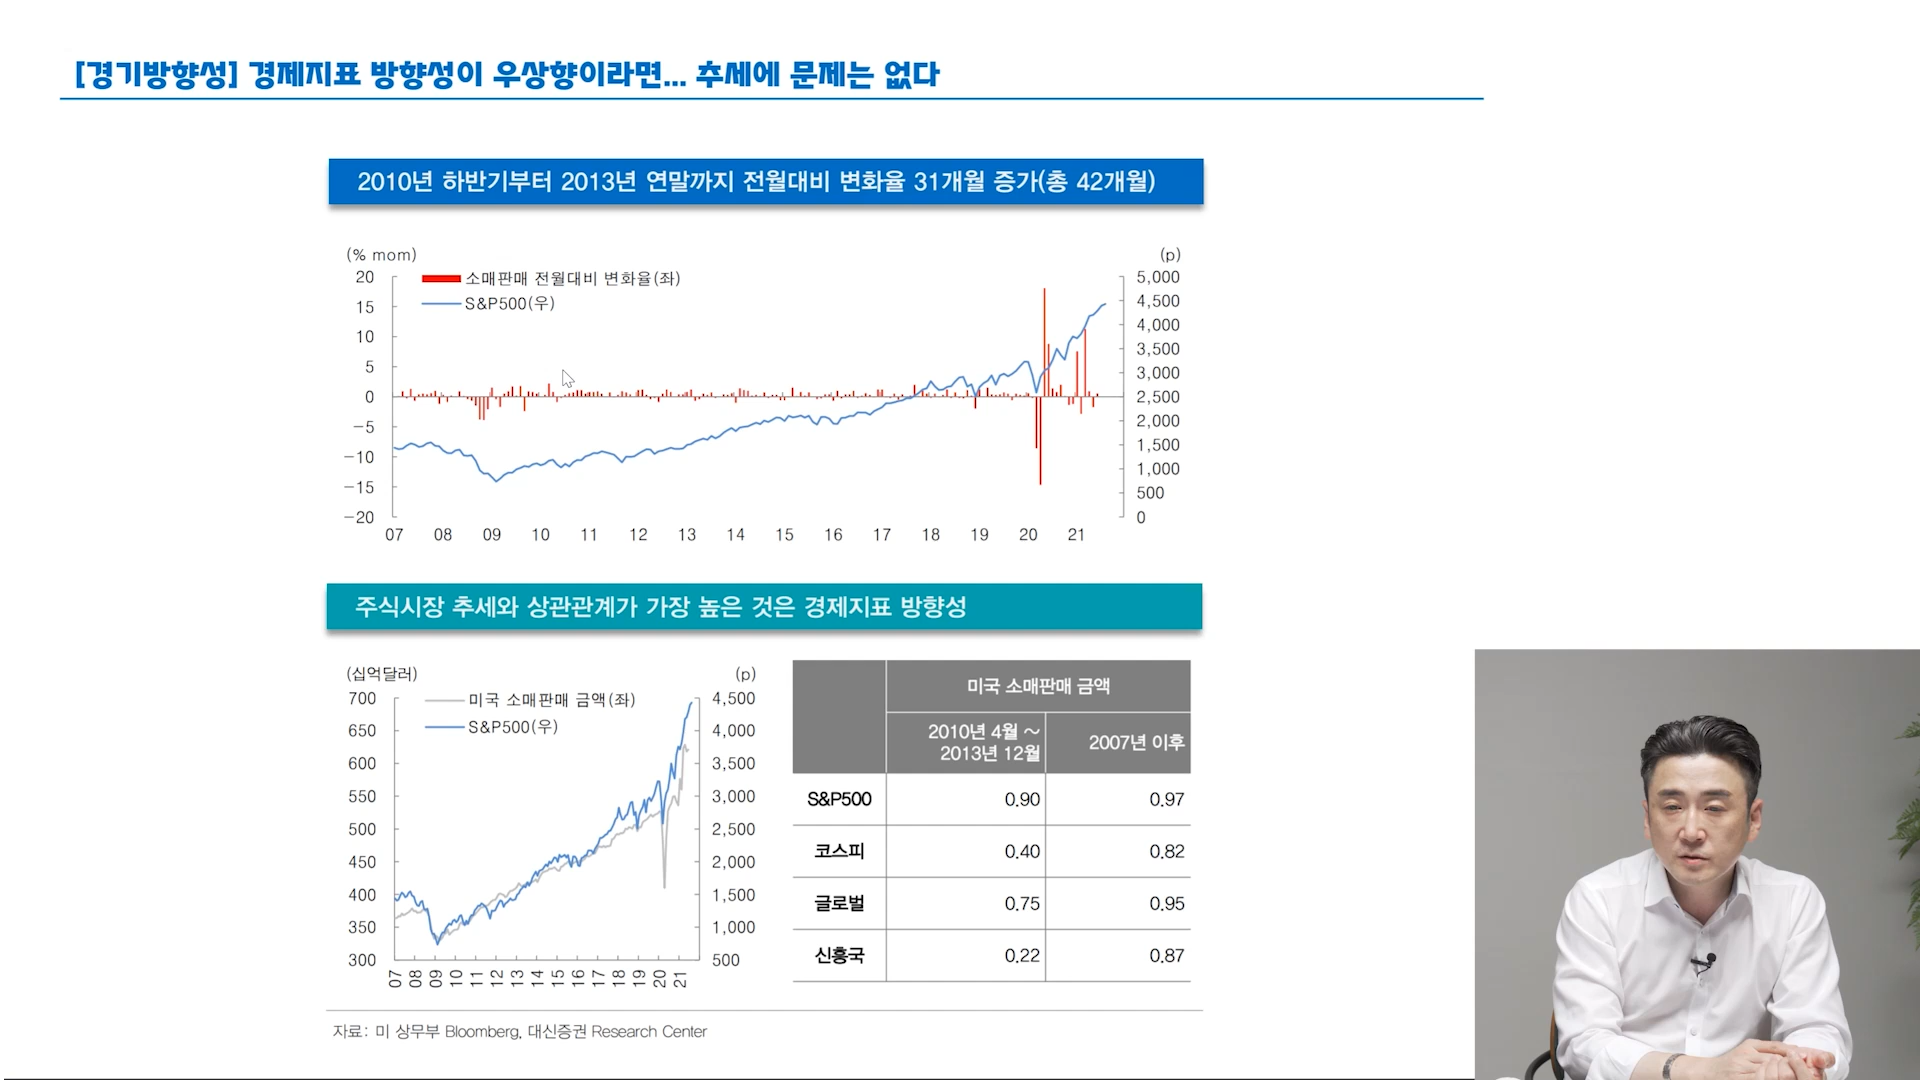 [경기방향성] 경제지표 방향성이 우상향이라면... 추세에 문제는 없다
2010년 하반기부터 2013년 연말까지 전월대비 변화율 31개월 증가(총 42개월)
(% mom)
(p)
소매판매 전월대비 변화율(좌)
S&P500(우)
20
15
10
5
0
−5
−10
−15
−20
5,000
4,500
4,000
3,500
3,000
2,500
2,000
1,500
1,000
500
0
07 08 09 10 11 12 13 14 15 16 17 18 19 20 21
주식시장 추세와 상관관계가 가장 높은 것은 경제지표 방향성
(십억달러)
(p)
미국 소매판매 금액(좌)
S&P500(우)
700
650
600
550
500
450
400
350
300
4,500
4,000
3,500
3,000
2,500
2,000
1,500
1,000
500
07 08 09 10 11 12 13 14 15 16 17 18 19 20 21
미국 소매판매 금액
2010년 4월 ~
2013년 12월
2007년 이후
S&P500 0.90 0.97
코스피 0.40 0.82
글로벌 0.75 0.95
신흥국 0.22 0.87
자료: 미 상무부 Bloomberg, 대신증권 Research Center